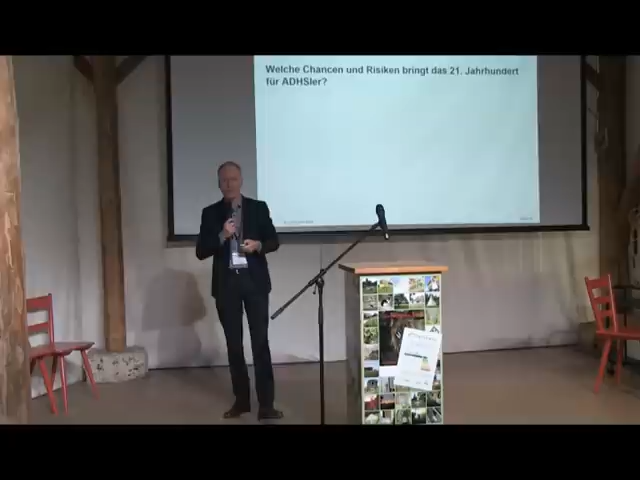 Welche Chancen und Risiken bringt das 21. Jahrhundert
für ADHSler?